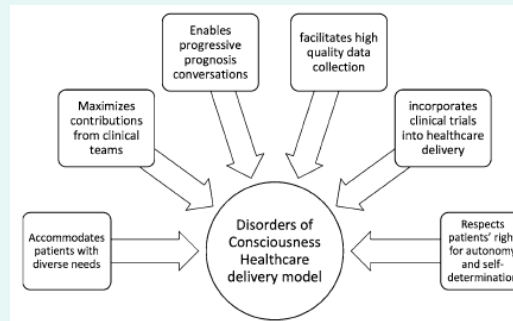 Enables
progressive
prognosis
conversations
facilitates high
quality data
collection
Maximizes
contributions
from clinical
teams
incorporates
clinical trials
into healthcare
delivery
Accommodates
patients with
diverse needs
Disorders of
Consciousness
Healthcare
delivery model
Respects
patients' right
for autonomy
and self-
determination